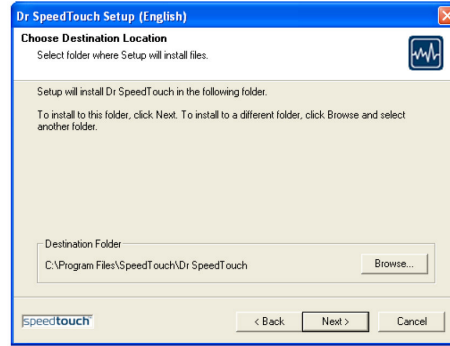 Dr SpeedTouch Setup (English)
Choose Destination Location
Select folder where Setup will install files.
Setup will install Dr SpeedTouch in the following folder.
To install to this folder, click Next. To install to a different folder, click Browse and select
another folder.
Destination Folder
C:\Program Files\SpeedTouch\Dr SpeedTouch
Browse...
speedtouch
< Back
Next >
Cancel